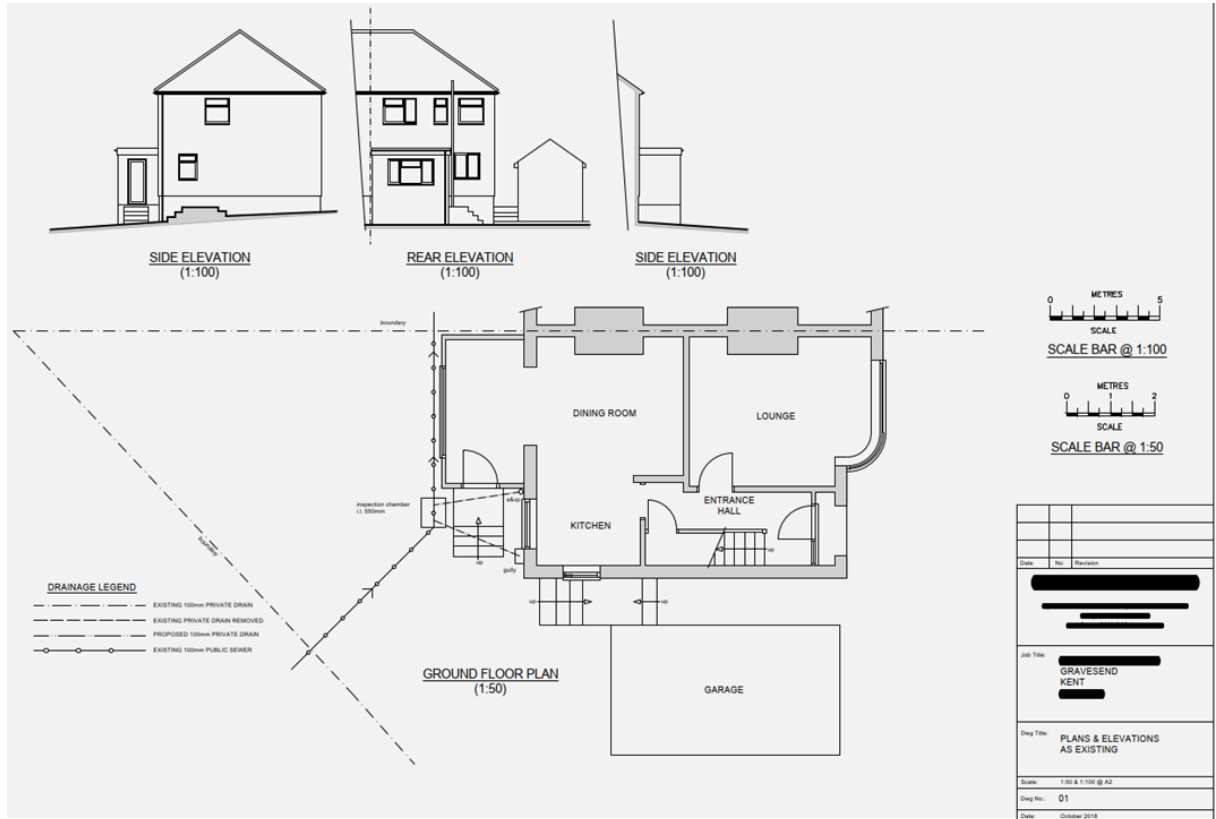 SIDE ELEVATION
(1:100)
REAR ELEVATION
(1:100)
SIDE ELEVATION
(1:100)
METRES
0
5
SCALE
SCALE BAR @ 1:100
METRES
0
1
2
SCALE
SCALE BAR @ 1:50
boundary
DINING ROOM
LOUNGE
inspection chamber
i.l. 550mm
s&vp
ENTRANCE
HALL
KITCHEN
up
up
gully
boundary
up
up
DRAINAGE LEGEND
EXISTING 100mm PRIVATE DRAIN
EXISTING PRIVATE DRAIN REMOVED
PROPOSED 100mm PRIVATE DRAIN
EXISTING 100mm PUBLIC SEWER
GROUND FLOOR PLAN
(1:50)
GARAGE
Date No Revision
Job Title:
GRAVESEND
KENT
Dwg Title:
PLANS & ELEVATIONS
AS EXISTING
Scale: 1:50 & 1:100 @ A2
Dwg No.: 01
Date: October 2018